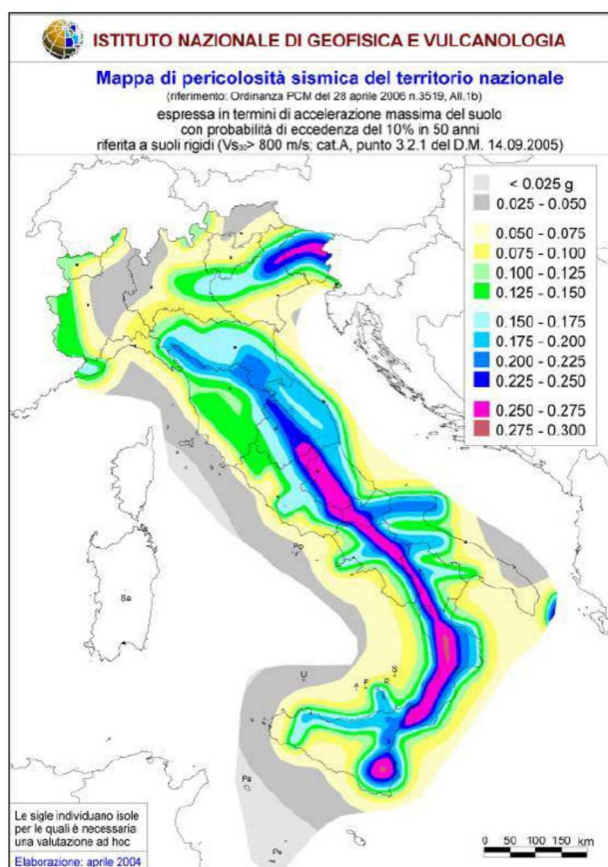 ISTITUTO NAZIONALE DI GEOFISICA E VULCANOLOGIA
Mappa di pericolosità sismica del territorio nazionale
(riferimento: Ordinanza PCM del 28 aprile 2006 n.3519, All.1b)
espressa in termini di accelerazione massima del suolo
con probabilità di eccedenza del 10% in 50 anni
riferita a suoli rigidi (Vs30> 800 m/s; cat.A, punto 3.2.1 del D.M. 14.09.2005)
< 0.025 g
0.025 - 0.050
0.050 - 0.075
0.075 - 0.100
0.100 - 0.125
0.125 - 0.150
0.150 - 0.175
0.175 - 0.200
0.200 - 0.225
0.225 - 0.250
0.250 - 0.275
0.275 - 0.300
Po
Sa
U
S
A
F
P
Pa
Pe
Le sigle individuano isole
per le quali è necessaria
una valutazione ad hoc
Elaborazione: aprile 2004
0 50 100 150 km